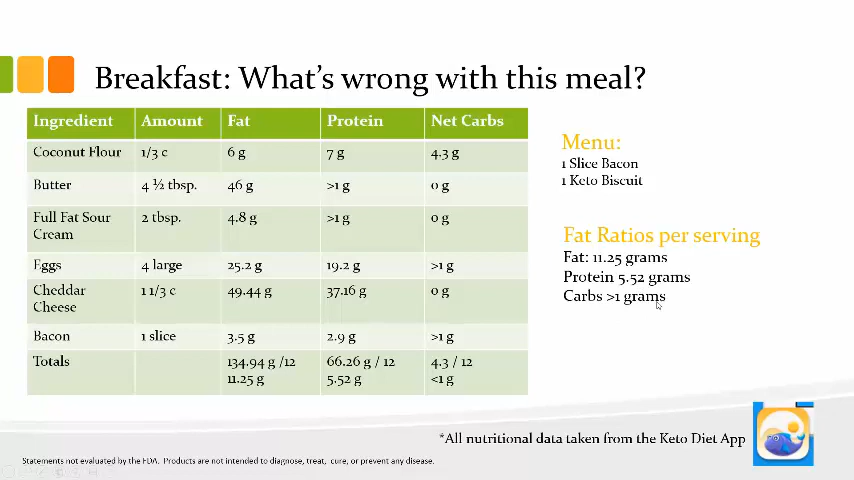 Breakfast: What's wrong with this meal?
Ingredient Amount Fat Protein Net Carbs
Coconut Flour 1/3 c 6 g 7 g 4.3 g
Butter 4 ½ tbsp. 46 g >1 g 0 g
Full Fat Sour Cream 2 tbsp. 4.8 g >1 g 0 g
Eggs 4 large 25.2 g 19.2 g >1 g
Cheddar Cheese 1 1/3 c 49.44 g 37.16 g 0 g
Bacon 1 slice 3.5 g 2.9 g >1 g
Totals 134.94 g /12 66.26 g / 12 4.3 / 12
11.25 g 5.52 g <1 g
Menu:
1 Slice Bacon
1 Keto Biscuit
Fat Ratios per serving
Fat: 11.25 grams
Protein 5.52 grams
Carbs >1 grams
*All nutritional data taken from the Keto Diet App
Statements not evaluated by the FDA. Products are not intended to diagnose, treat, cure, or prevent any disease.